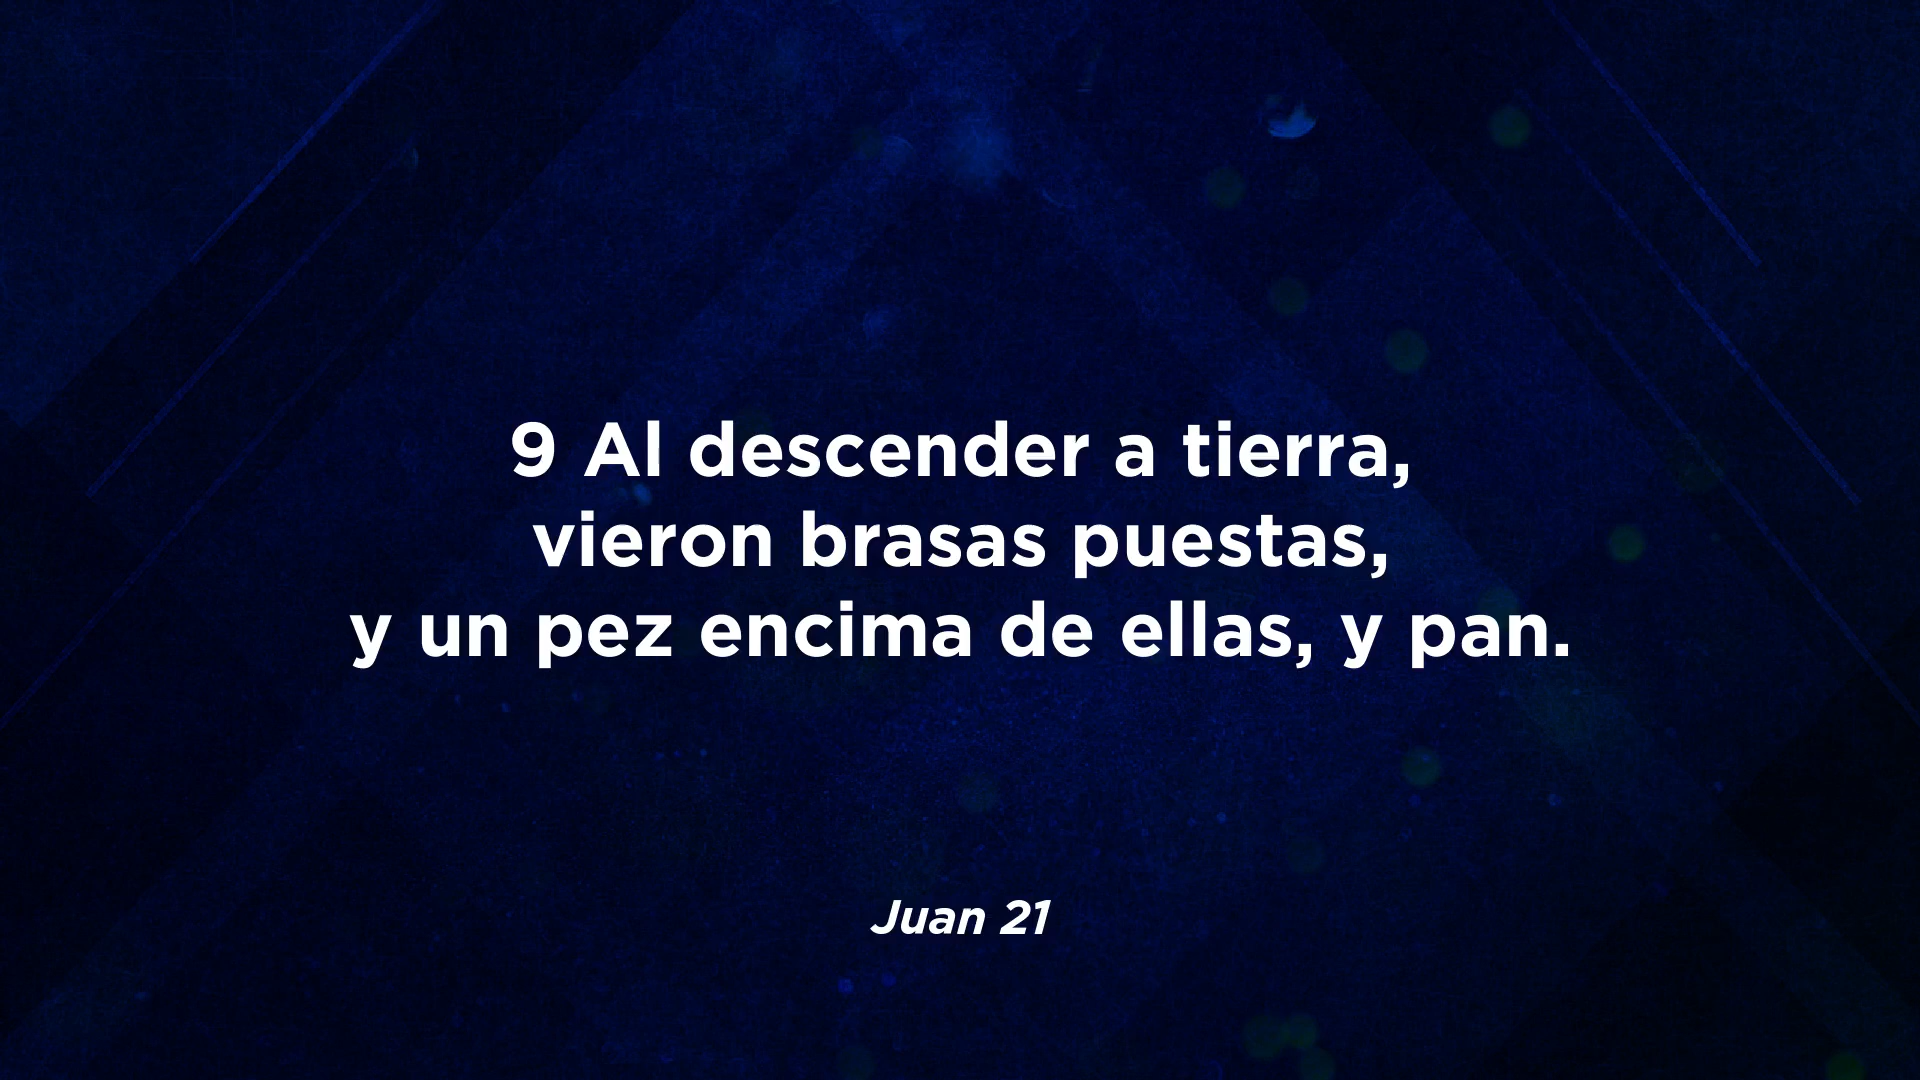 9 Al descender a tierra,
vieron brasas puestas,
y un pez encima de ellas, y pan.
Juan 21